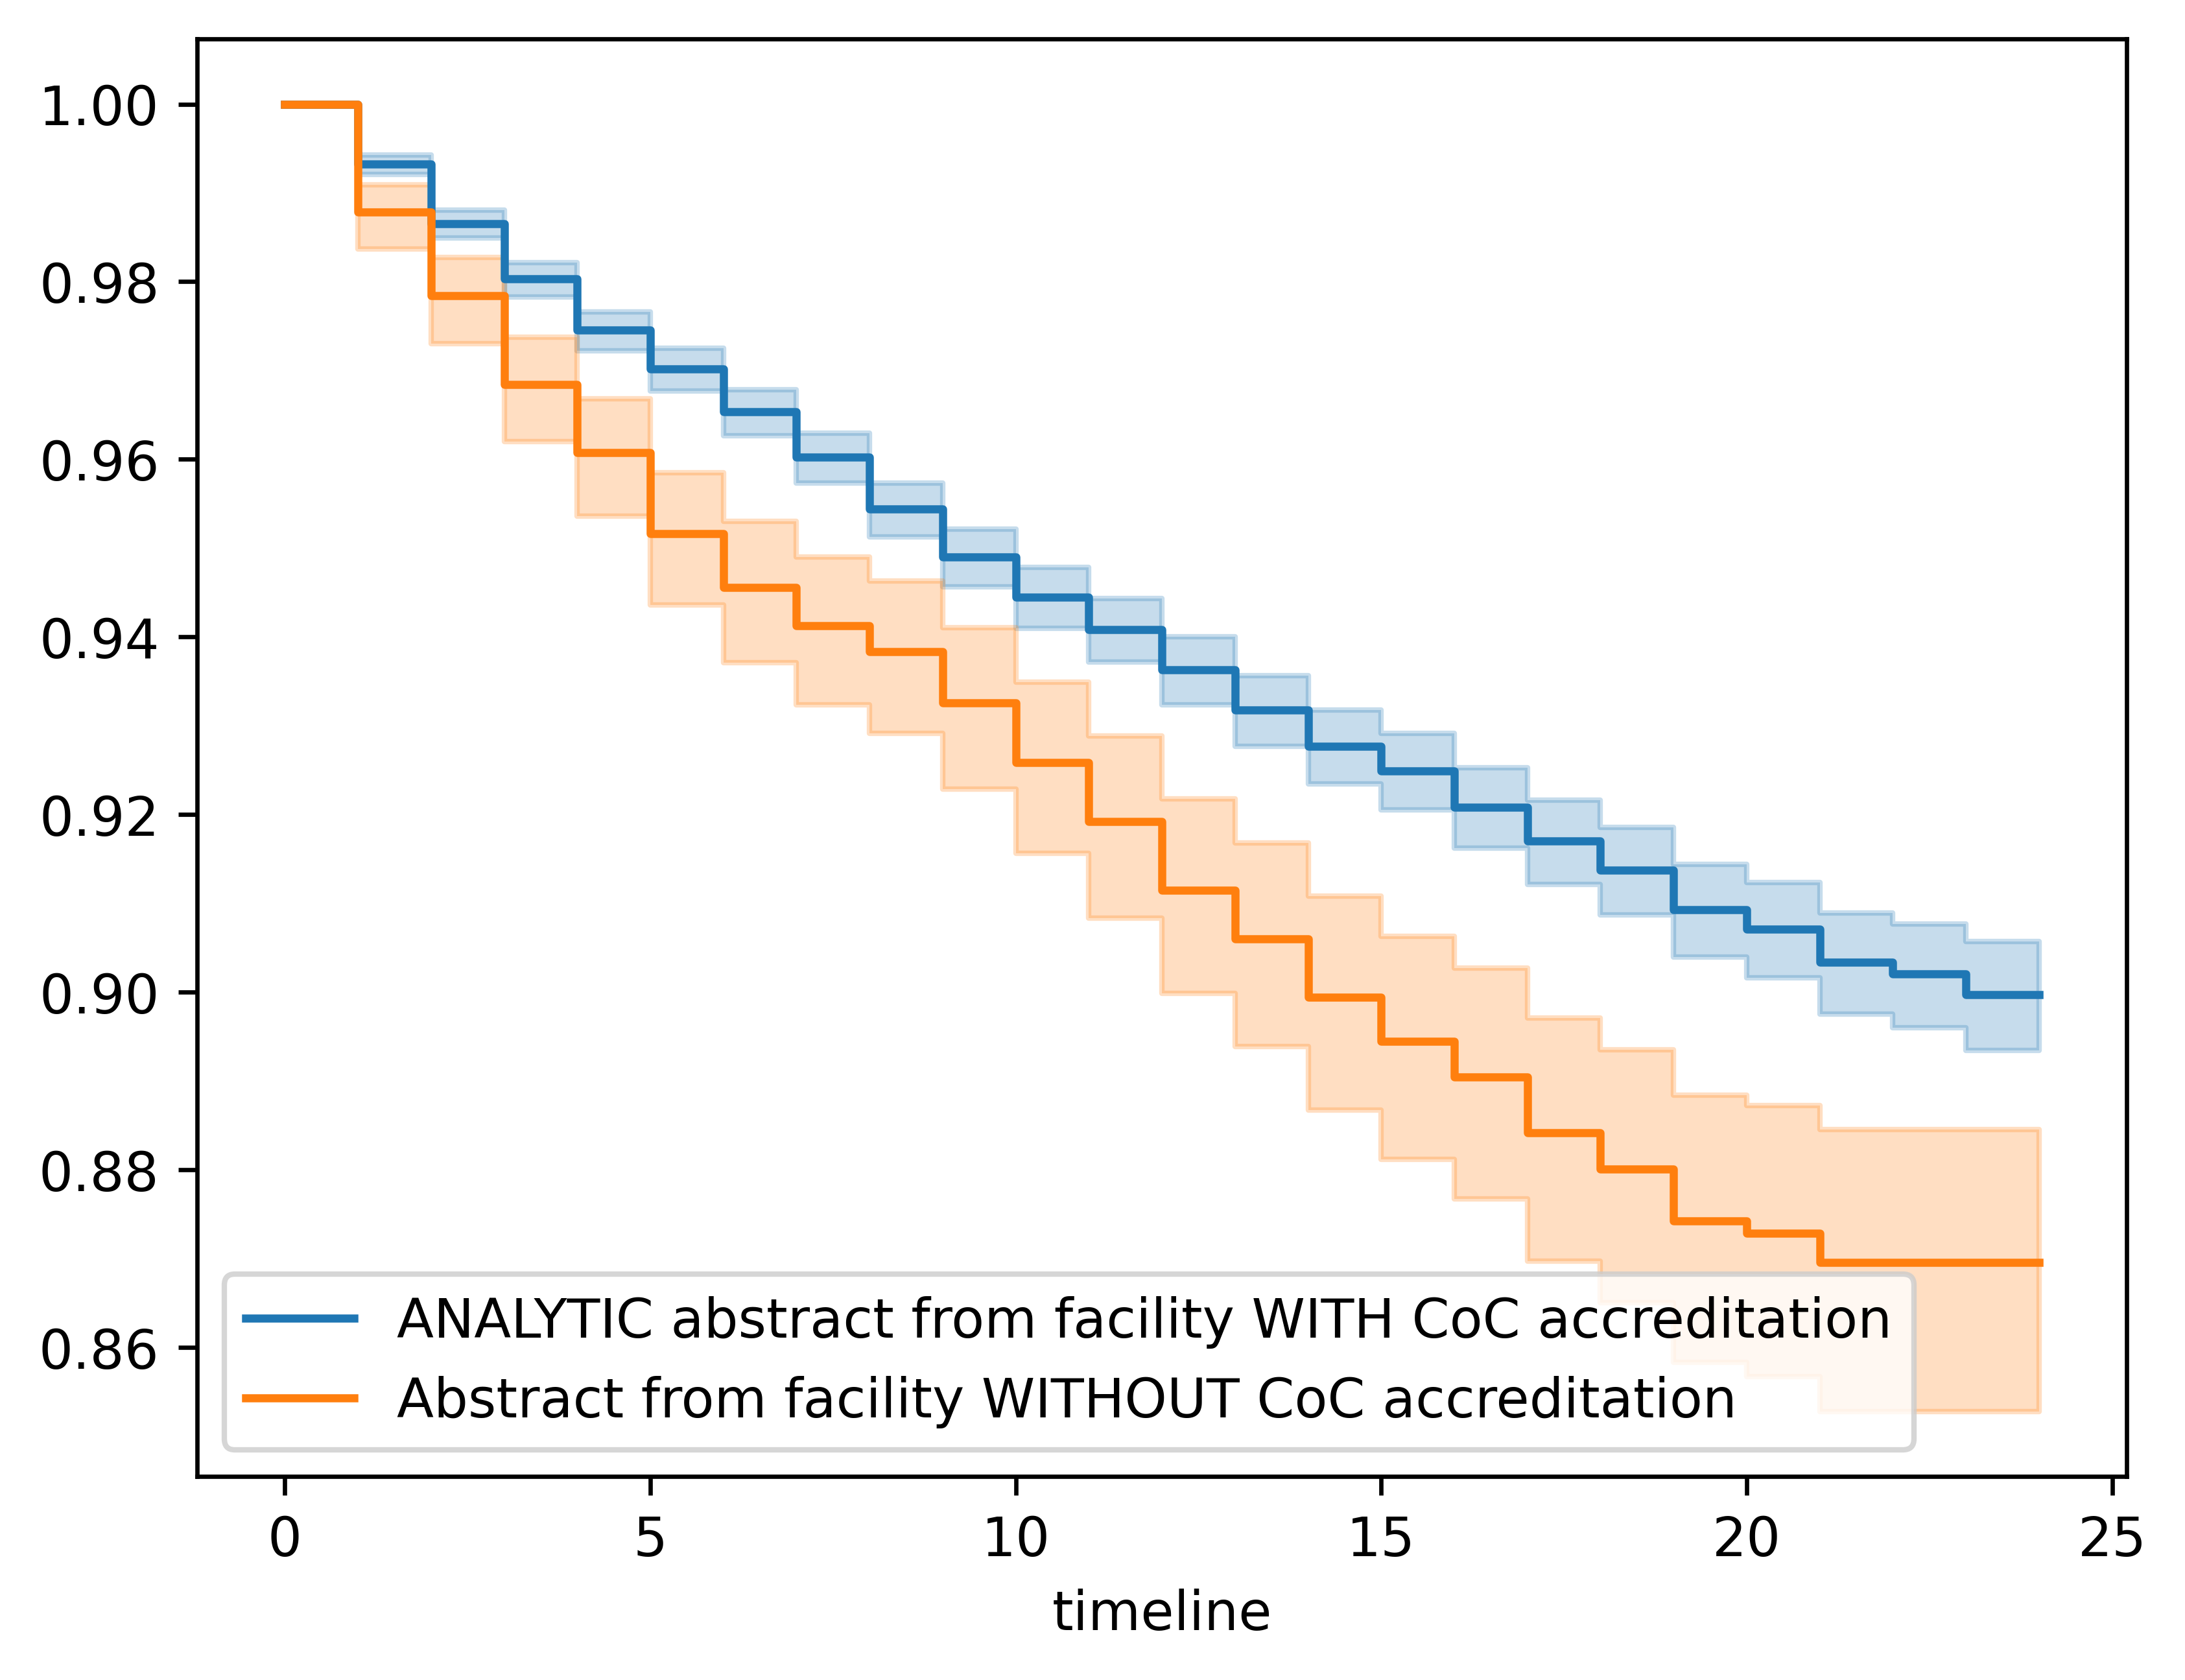 1.00
0.98
0.96
0.94
0.92
0.90
0.88
0.86
ANALYTIC abstract from facility WITH CoC accreditation
Abstract from facility WITHOUT CoC accreditation
0 5 10 15 20 25
timeline